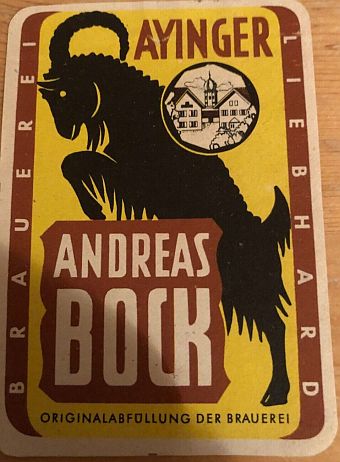 AYINGER
BRAUEREI
LIEBHARD
ANDREAS
BOCK
ORIGINALABFÜLLUNG DER BRAUEREI